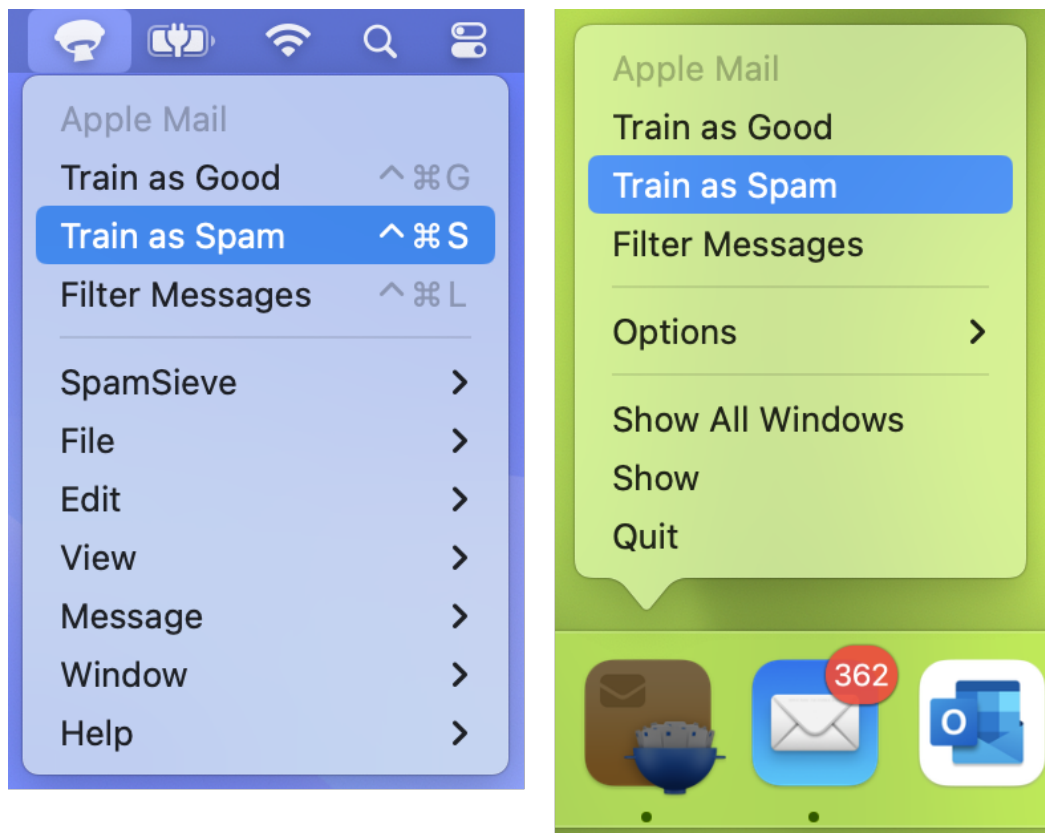 Apple Mail
Train as Good ^⌘G
Train as Spam ^⌘S
Filter Messages ^⌘L
SpamSieve
File
Edit
View
Message
Window
Help
Apple Mail
Train as Good
Train as Spam
Filter Messages
Options
Show All Windows
Show
Quit
362
O